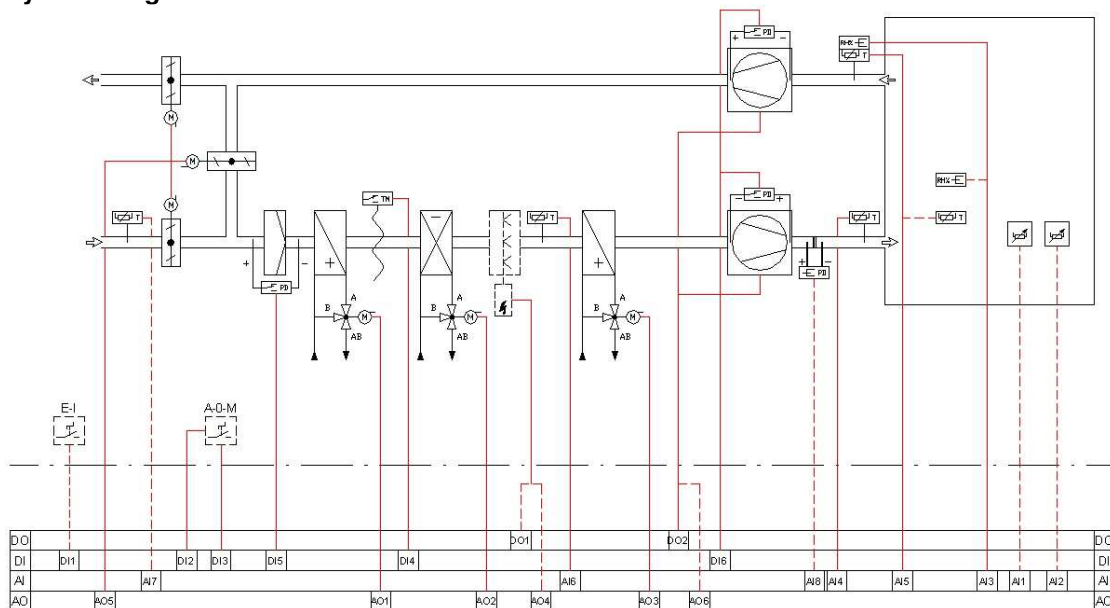 + PD -
RH% T
M
M
RH%
M
T
TM
T
- PD +
T
T
+ -
+
-
+
+ -
PD
PD
A
B M
AB
A
B M
AB
A
B M
AB
E-I
A-0-M
DO DO1 DO2 DO
DI DI1 DI2 DI3 DI5 DI4 DI6 DI
AI AI7 AI6 AI8 AI4 AI5 AI3 AI1 AI2 AI
AO AO5 AO1 AO2 AO4 AO3 AO6 AO